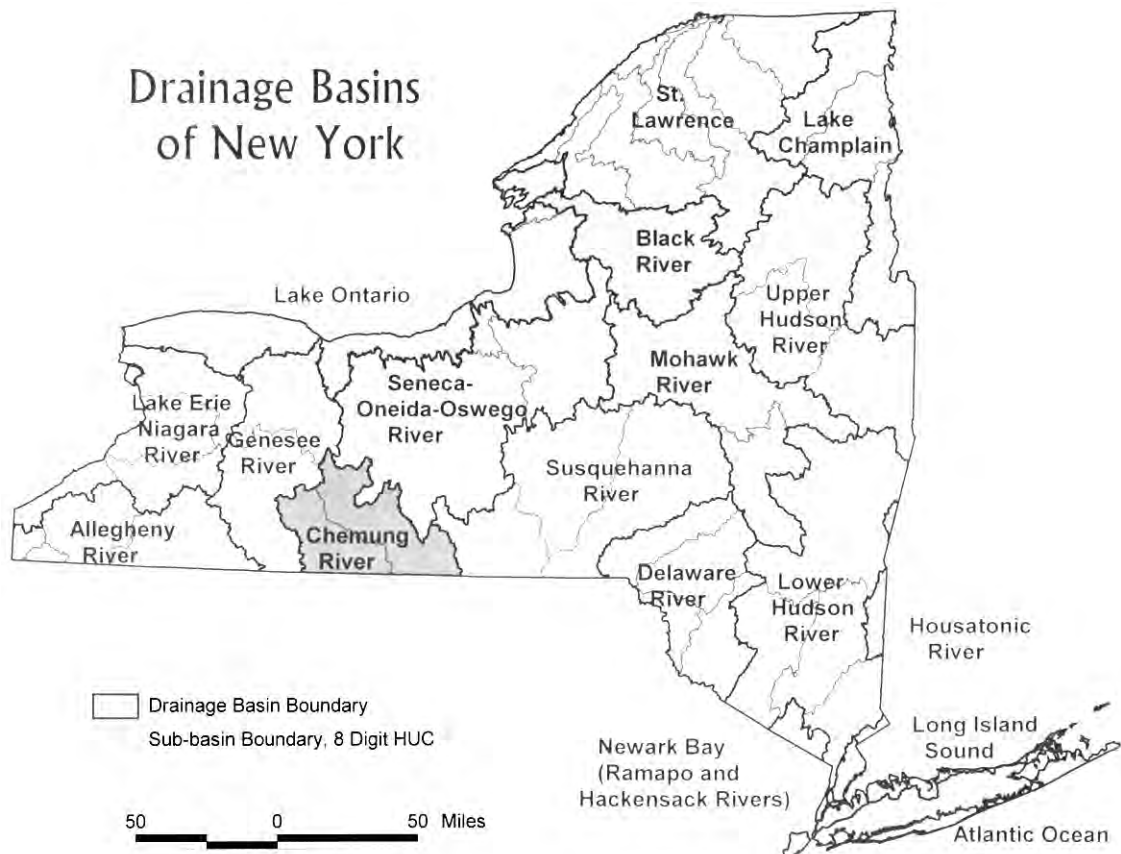 Drainage Basins
of New York
St.
Lawrence
Lake
Champlain
Black
River
Lake Ontario
Upper
Hudson
River
Mohawk
River
Seneca-
Oneida-Oswego
River
Lake Erie
Niagara
River
Genesee
River
Susquehanna
River
Allegheny
River
Chemung
River
Delaware
River
Lower
Hudson
River
Housatonic
River
Drainage Basin Boundary
Sub-basin Boundary, 8 Digit HUC
Long Island
Sound
Newark Bay
(Ramapo and
Hackensack Rivers)
50 0 50 Miles
Atlantic Ocean